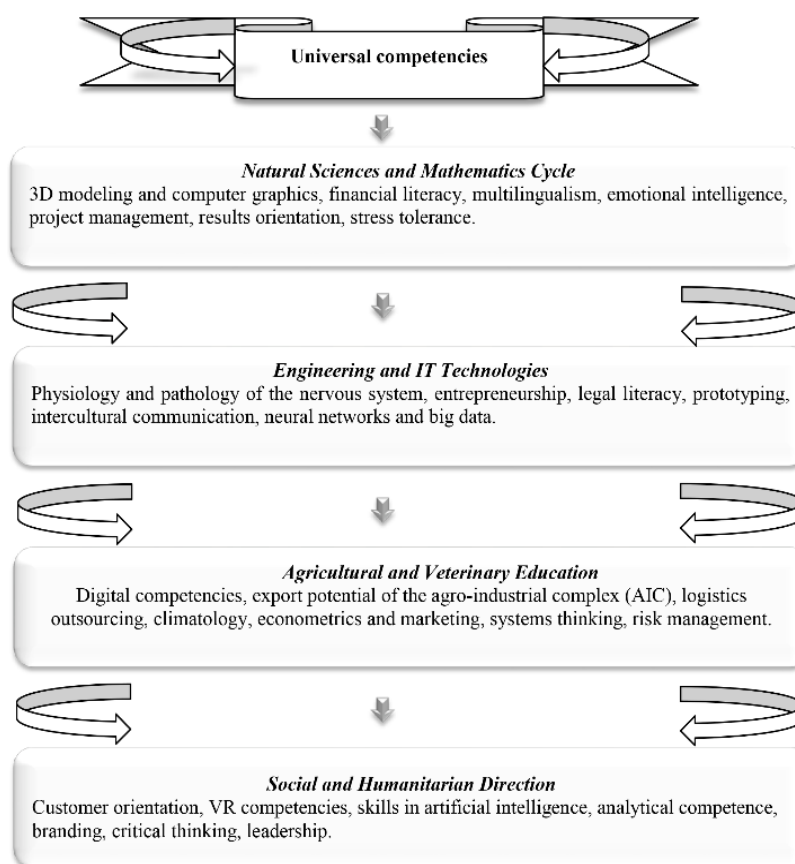 Universal competencies
Natural Sciences and Mathematics Cycle
3D modeling and computer graphics, financial literacy, multilingualism, emotional intelligence,
project management, results orientation, stress tolerance.
Engineering and IT Technologies
Physiology and pathology of the nervous system, entrepreneurship, legal literacy, prototyping,
intercultural communication, neural networks and big data.
Agricultural and Veterinary Education
Digital competencies, export potential of the agro-industrial complex (AIC), logistics
outsourcing, climatology, econometrics and marketing, systems thinking, risk management.
Social and Humanitarian Direction
Customer orientation, VR competencies, skills in artificial intelligence, analytical competence,
branding, critical thinking, leadership.